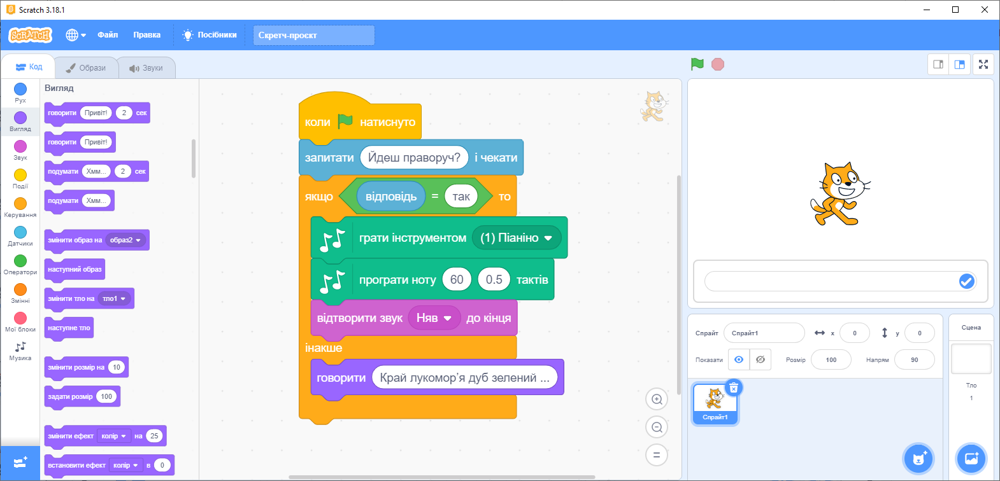 Scratch 3.18.1
SCRATCH Файл Правка Посібники Скретч-проєкт
Код Образи Звуки
Рух
Вигляд
Звук
Події
Керування
Датчики
Оператори
Змінні
Мої блоки
Музика
Вигляд
говорити Привіт! 2 сек
говорити Привіт!
подумати Хмм... 2 сек
подумати Хмм...
змінити образ на образ2
наступний образ
змінити тло на тло1
наступне тло
змінити розмір на 10
задати розмір 100
змінити ефект колір на 25
встановити ефект колір в 0
коли натиснуто
запитати Йдеш праворуч? і чекати
якщо відповідь = так то
грати інструментом (1) Піаніно
програти ноту 60 0.5 тактів
відтворити звук Няв до кінця
інакше
говорити Край лукомор’я дуб зелений ...
Спрайт Спрайт1 x 0 y 0
Показати Розмір 100 Напрям 90
Спрайт1
Сцена
Тло
1